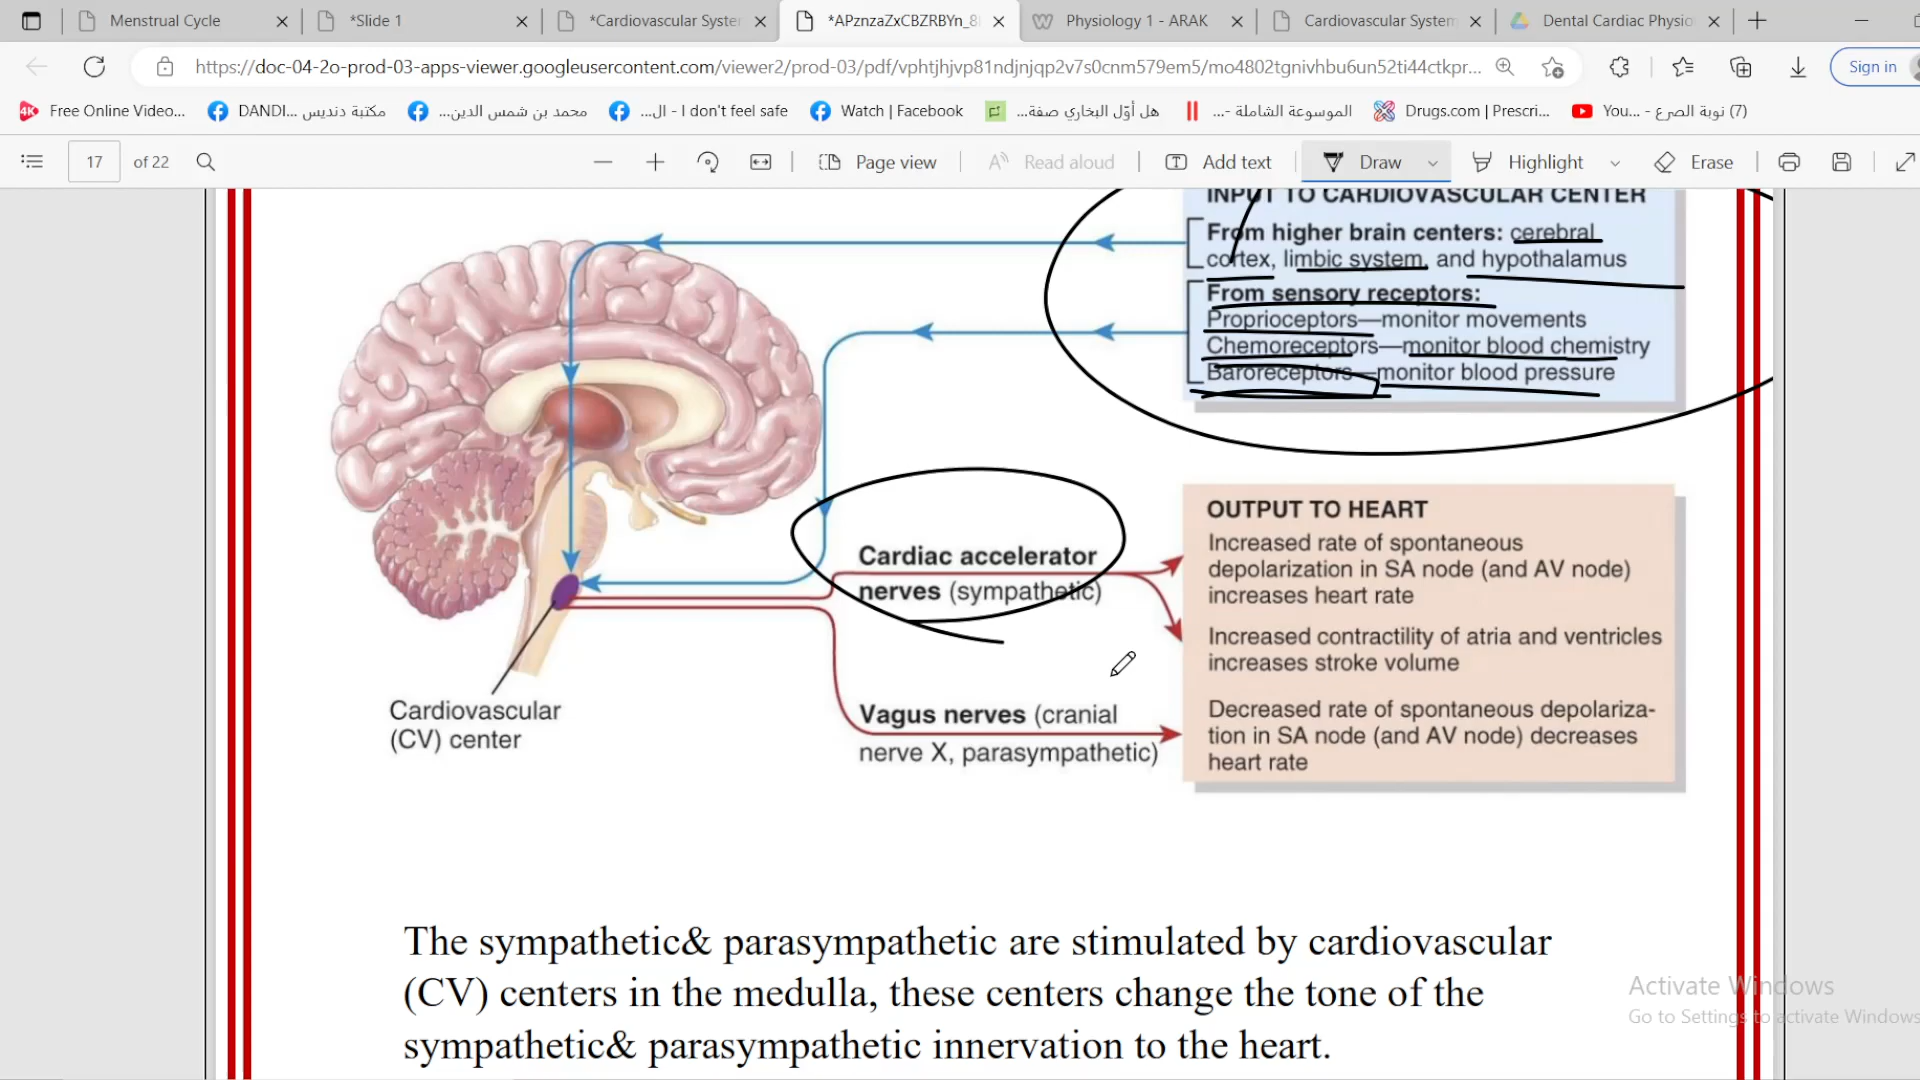 Menstrual Cycle
*Slide 1
*Cardiovascular Syste
*APznzaZxCBZRBYn_8
Physiology 1 - ARAK
Cardiovascular System
Dental Cardiac Physio
https://doc-04-2o-prod-03-apps-viewer.googleusercontent.com/viewer2/prod-03/pdf/vphtjhjvp81ndjnjqp2v7s0cnm579em5/mo4802tgnivhbu6un52ti44ctkpr...
Sign in
4K
Free Online Video...
DANDI... مكتبة دنديس
محمد بن شمس الدين...
ال... - I don't feel safe
Watch | Facebook
هل أوّل البخاري صفة...
الموسوعة الشاملة -...
Drugs.com | Prescri...
(7) نوبة الصرع - You...
17
of 22
Page view
Read aloud
Add text
Draw
Highlight
Erase
INPUT TO CARDIOVASCULAR CENTER
From higher brain centers: cerebral
cortex, limbic system, and hypothalamus
From sensory receptors:
Proprioceptors—monitor movements
Chemoreceptors—monitor blood chemistry
Baroreceptors—monitor blood pressure
Cardiac accelerator
nerves (sympathetic)
OUTPUT TO HEART
Increased rate of spontaneous
depolarization in SA node (and AV node)
increases heart rate
Increased contractility of atria and ventricles
increases stroke volume
Cardiovascular
(CV) center
Vagus nerves (cranial
nerve X, parasympathetic)
Decreased rate of spontaneous depolariza-
tion in SA node (and AV node) decreases
heart rate
The sympathetic& parasympathetic are stimulated by cardiovascular
(CV) centers in the medulla, these centers change the tone of the
sympathetic& parasympathetic innervation to the heart.
Activate Windows
Go to Settings to activate Windows